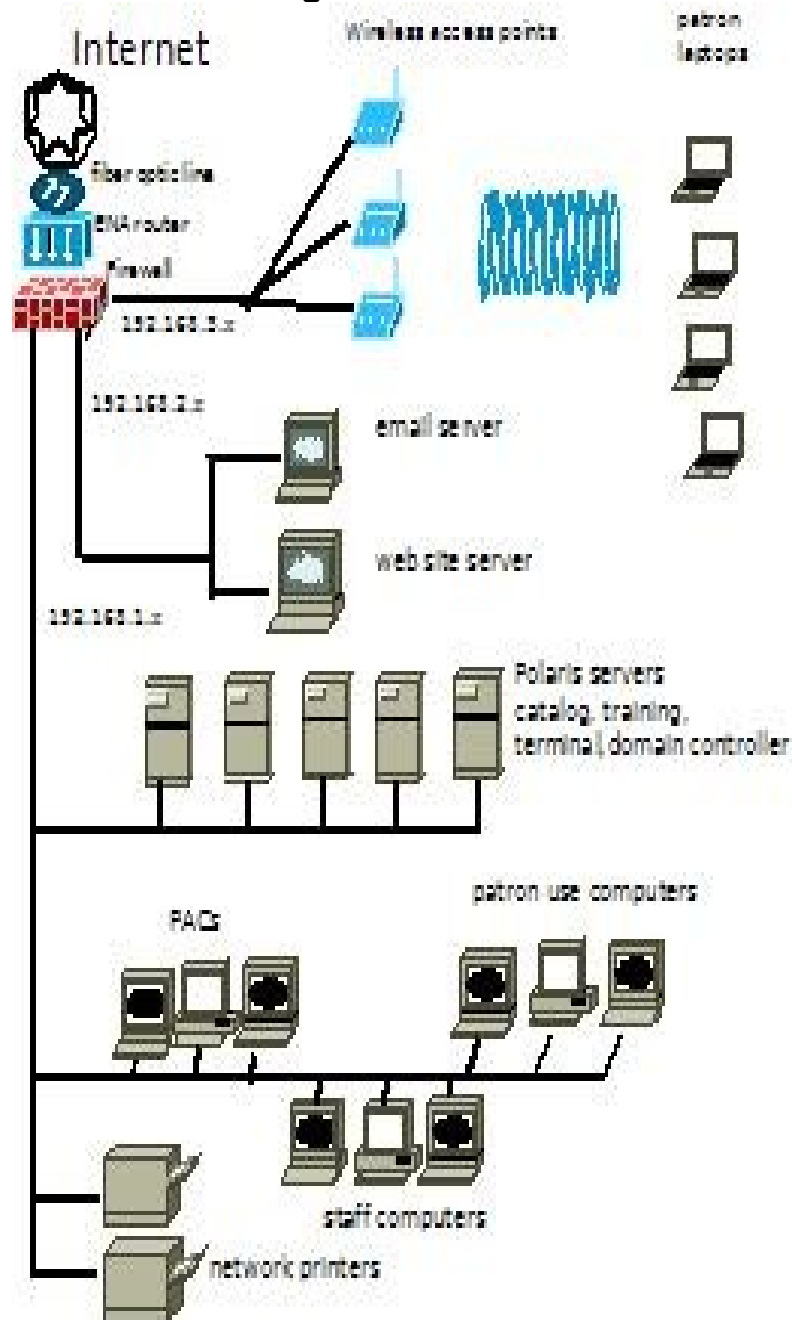 Internet
Wireless access points
patron
laptops
fiber optic line
ENA router
Firewall
192.168.3.x
192.168.2.x
email server
web site server
192.168.1.x
Polaris servers
catalog, training,
terminal, domain controller
PACs
patron use computers
staff computers
network printers